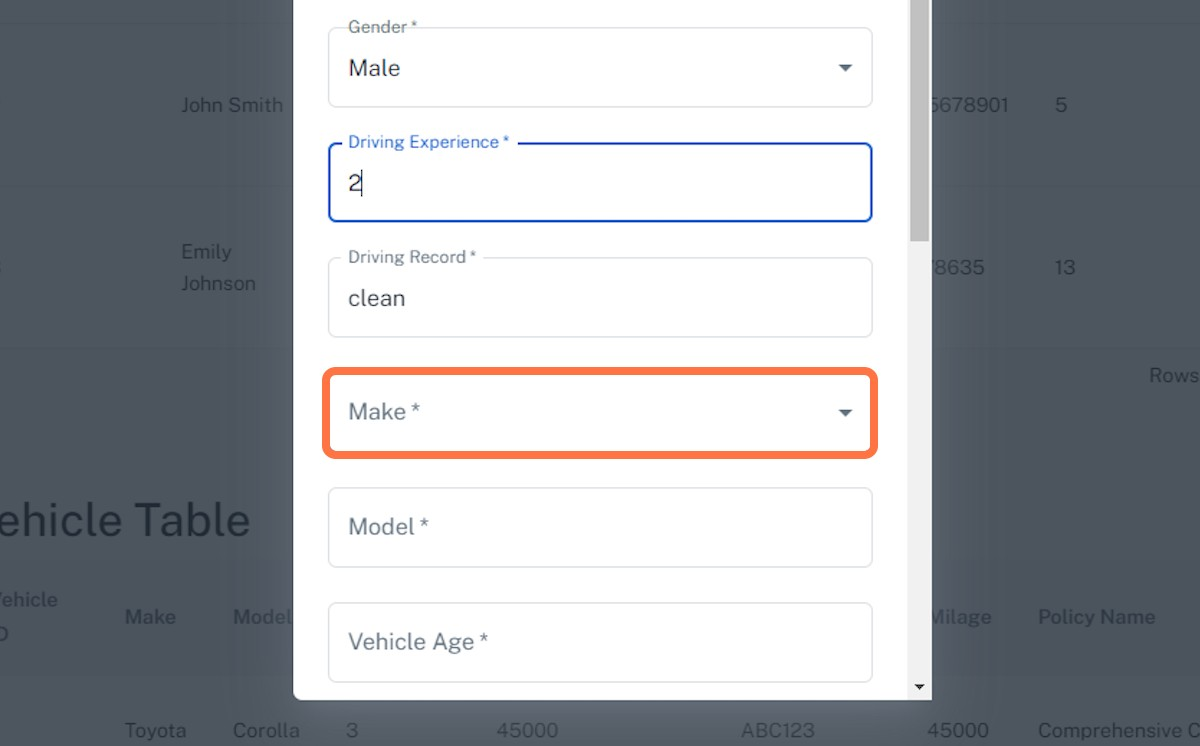 Gender *
Male
John Smith
5678901
5
Driving Experience *
2
Driving Record *
clean
Emily
Johnson
78635
13
Rows
Make *
Model *
ehicle Table
Vehicle Age *
ehicle
D
Make
Model
Milage
Policy Name
Toyota
Corolla
3
45000
ABC123
45000
Comprehensive C